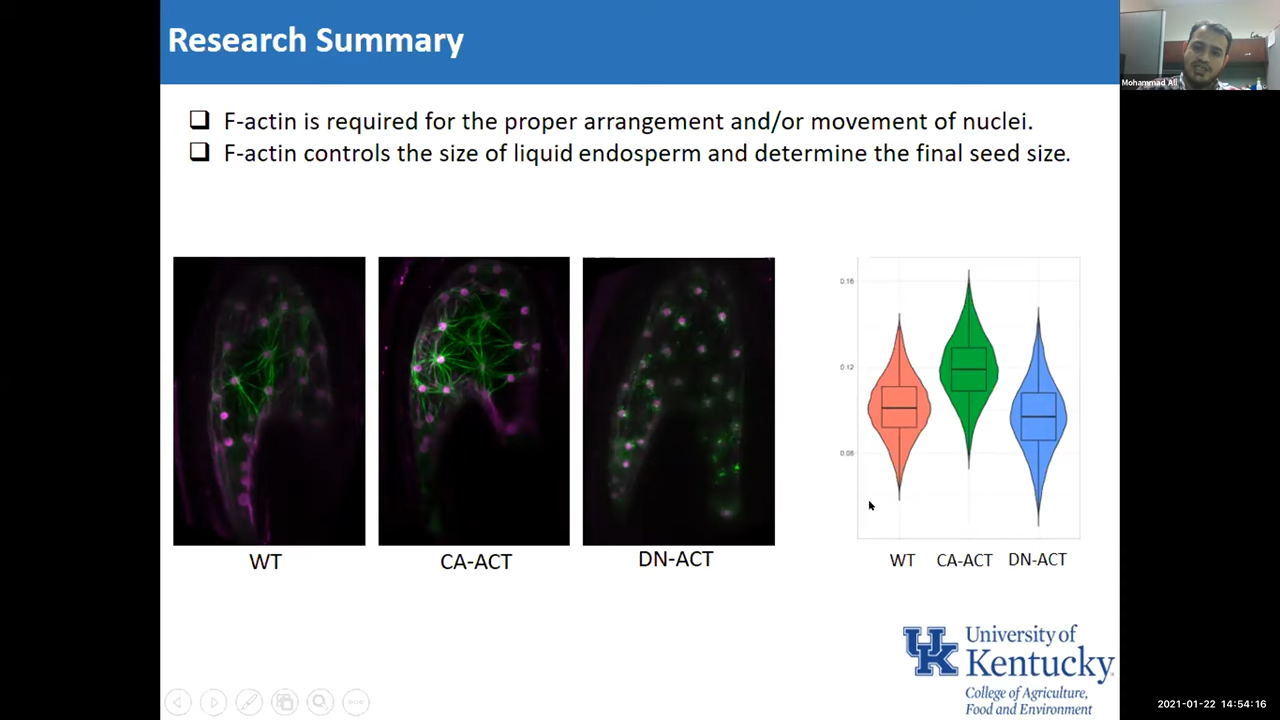 Research Summary
Mohammad Ali
❑ F-actin is required for the proper arrangement and/or movement of nuclei.
❑ F-actin controls the size of liquid endosperm and determine the final seed size.
0.16
0.12
0.08
WT
CA-ACT
DN-ACT
WT CA-ACT DN-ACT
UK
University of
Kentucky
College of Agriculture,
Food and Environment
2021-01-22 14:54:16